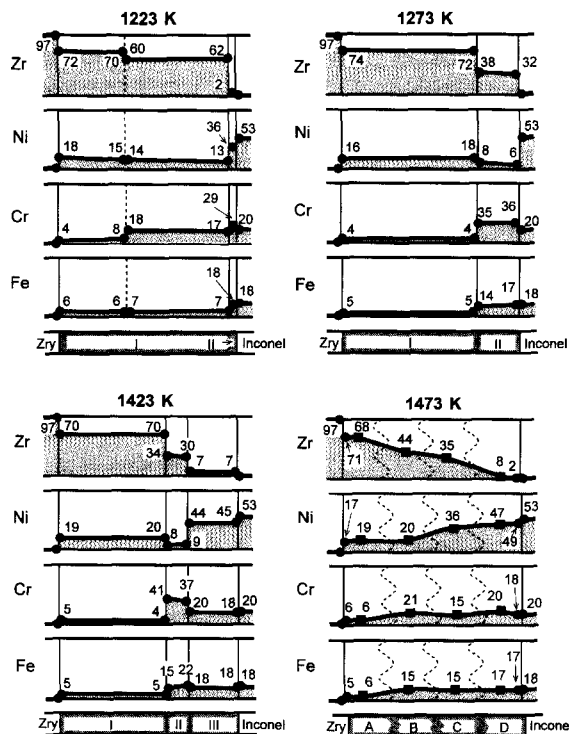 1223 K
1273 K
97
60
62
Zr
72
70
2
97
38
32
Zr
74
72
36
53
18
15
14
13
Ni
53
16
18
8
6
Ni
29
18
17
20
4
8
Cr
35
36
20
4
4
Cr
18
18
6
6
7
7
Fe
14
17
18
5
5
Fe
Zry
I
II
Inconel
Zry
I
II
Inconel
1423 K
1473 K
97
70
70
34
30
7
7
Zr
97
68
71
44
35
8
2
Zr
19
20
8
9
44
45
53
Ni
17
19
20
36
47
49
53
Ni
5
4
41
37
20
18
20
Cr
6
6
21
15
20
18
20
Cr
5
5
15
22
18
18
18
Fe
5
6
15
15
17
17
18
Fe
Zry
I
II
III
Inconel
Zry
A
B
C
D
Inconel